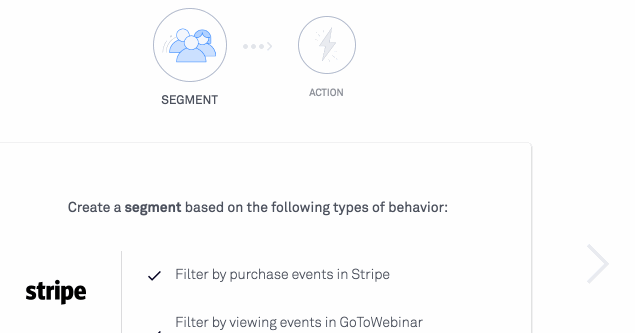 SEGMENT
ACTION
Create a segment based on the following types of behavior:
stripe
Filter by purchase events in Stripe
Filter by viewing events in GoToWebinar